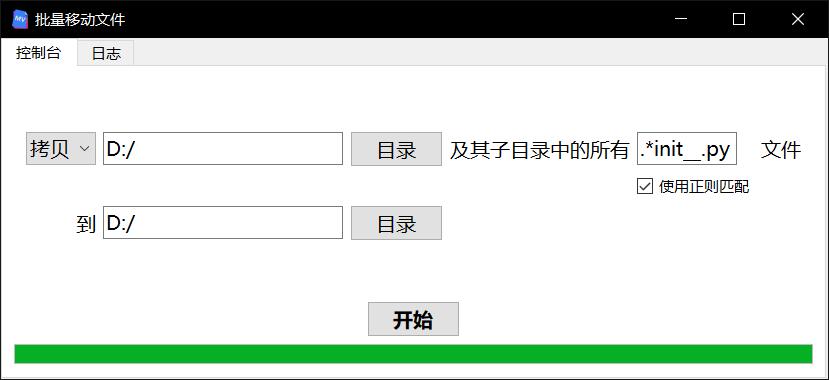 MV 批量移动文件
控制台 日志
拷贝 D:/ 目录 及其子目录中的所有 .*init__.py 文件
使用正则匹配
到 D:/ 目录
开始